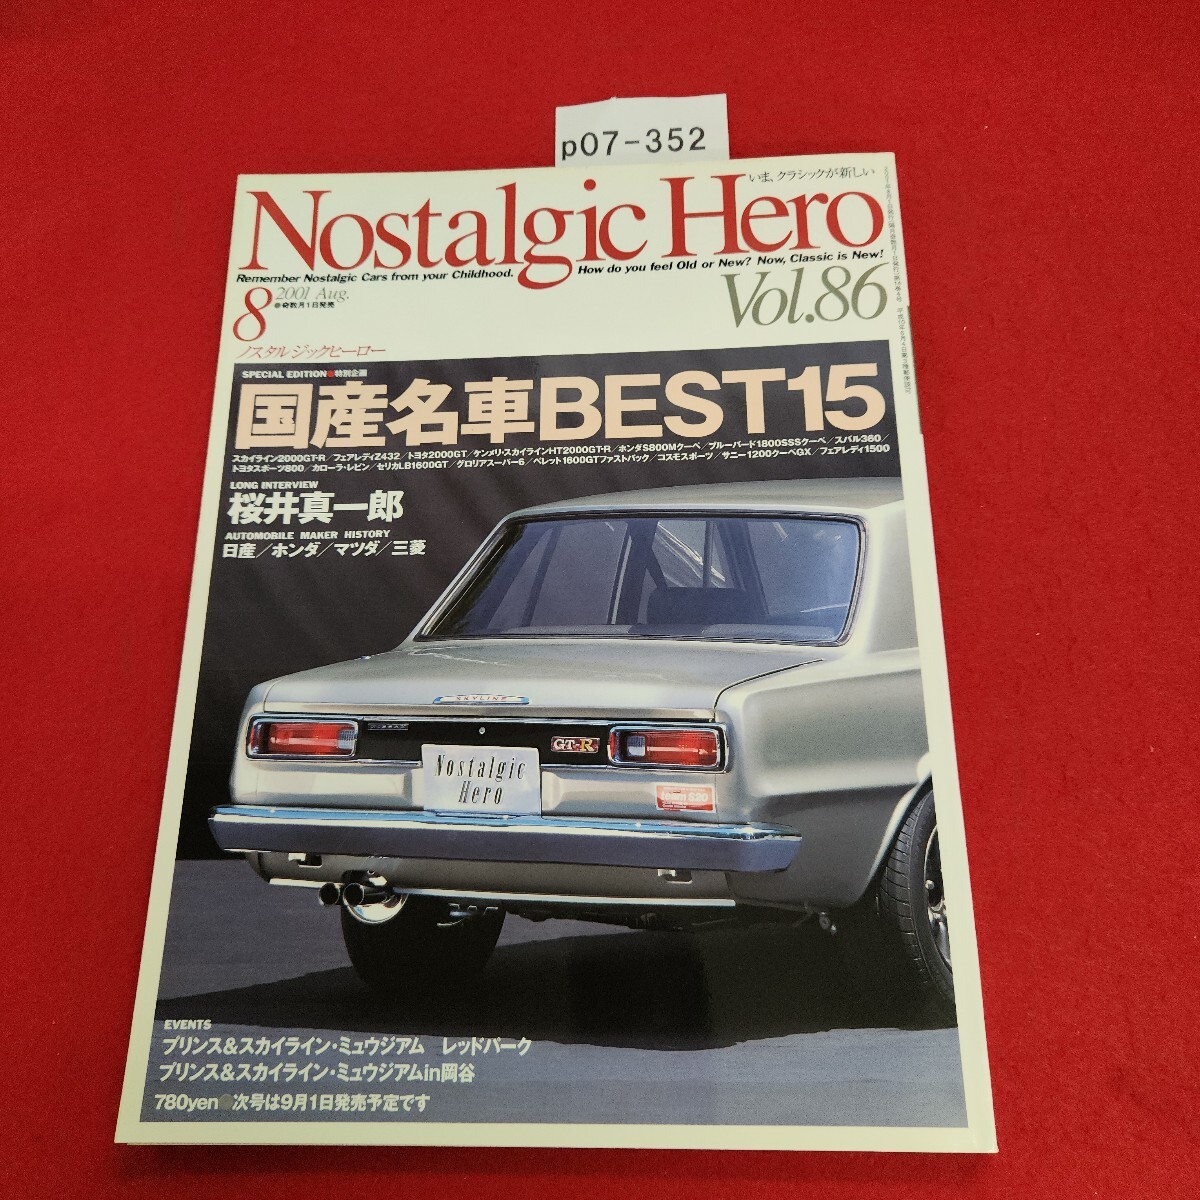 p07-352
いま、クラシックが新しい
Nostalgic Hero
Remember Nostalgic Cars from your Childhood.
How do you feel Old or New? Now, Classic is New!
8 2001 Aug.
●奇数月1日発売
Vol.86
ノスタルジックヒーロー
SPECIAL EDITION●特別企画
国産名車BEST15
スカイライン2000GT-R/フェアレディZ432/トヨタ2000GT/ケンメリ・スカイラインHT2000GT-R/ホンダS800Mクーペ/ブルーバード1800SSSクーペ/スバル360/
トヨタスポーツ800/カローラ・レビン/セリカLB1600GT/グロリアスーパー6/ベレット1600GTファストバック/コスモスポーツ/サニー1200クーペGX/フェアレディ1500
LONG INTERVIEW
桜井真一郎
AUTOMOBILE MAKER HISTORY
日産/ホンダ/マツダ/三菱
SKYLINE
GT-R
Nostalgic
Hero
EVENTS
プリンス&スカイライン・ミュウジアム レッドパーク
プリンス&スカイライン・ミュウジアムin岡谷
780yen●次号は9月1日発売予定です